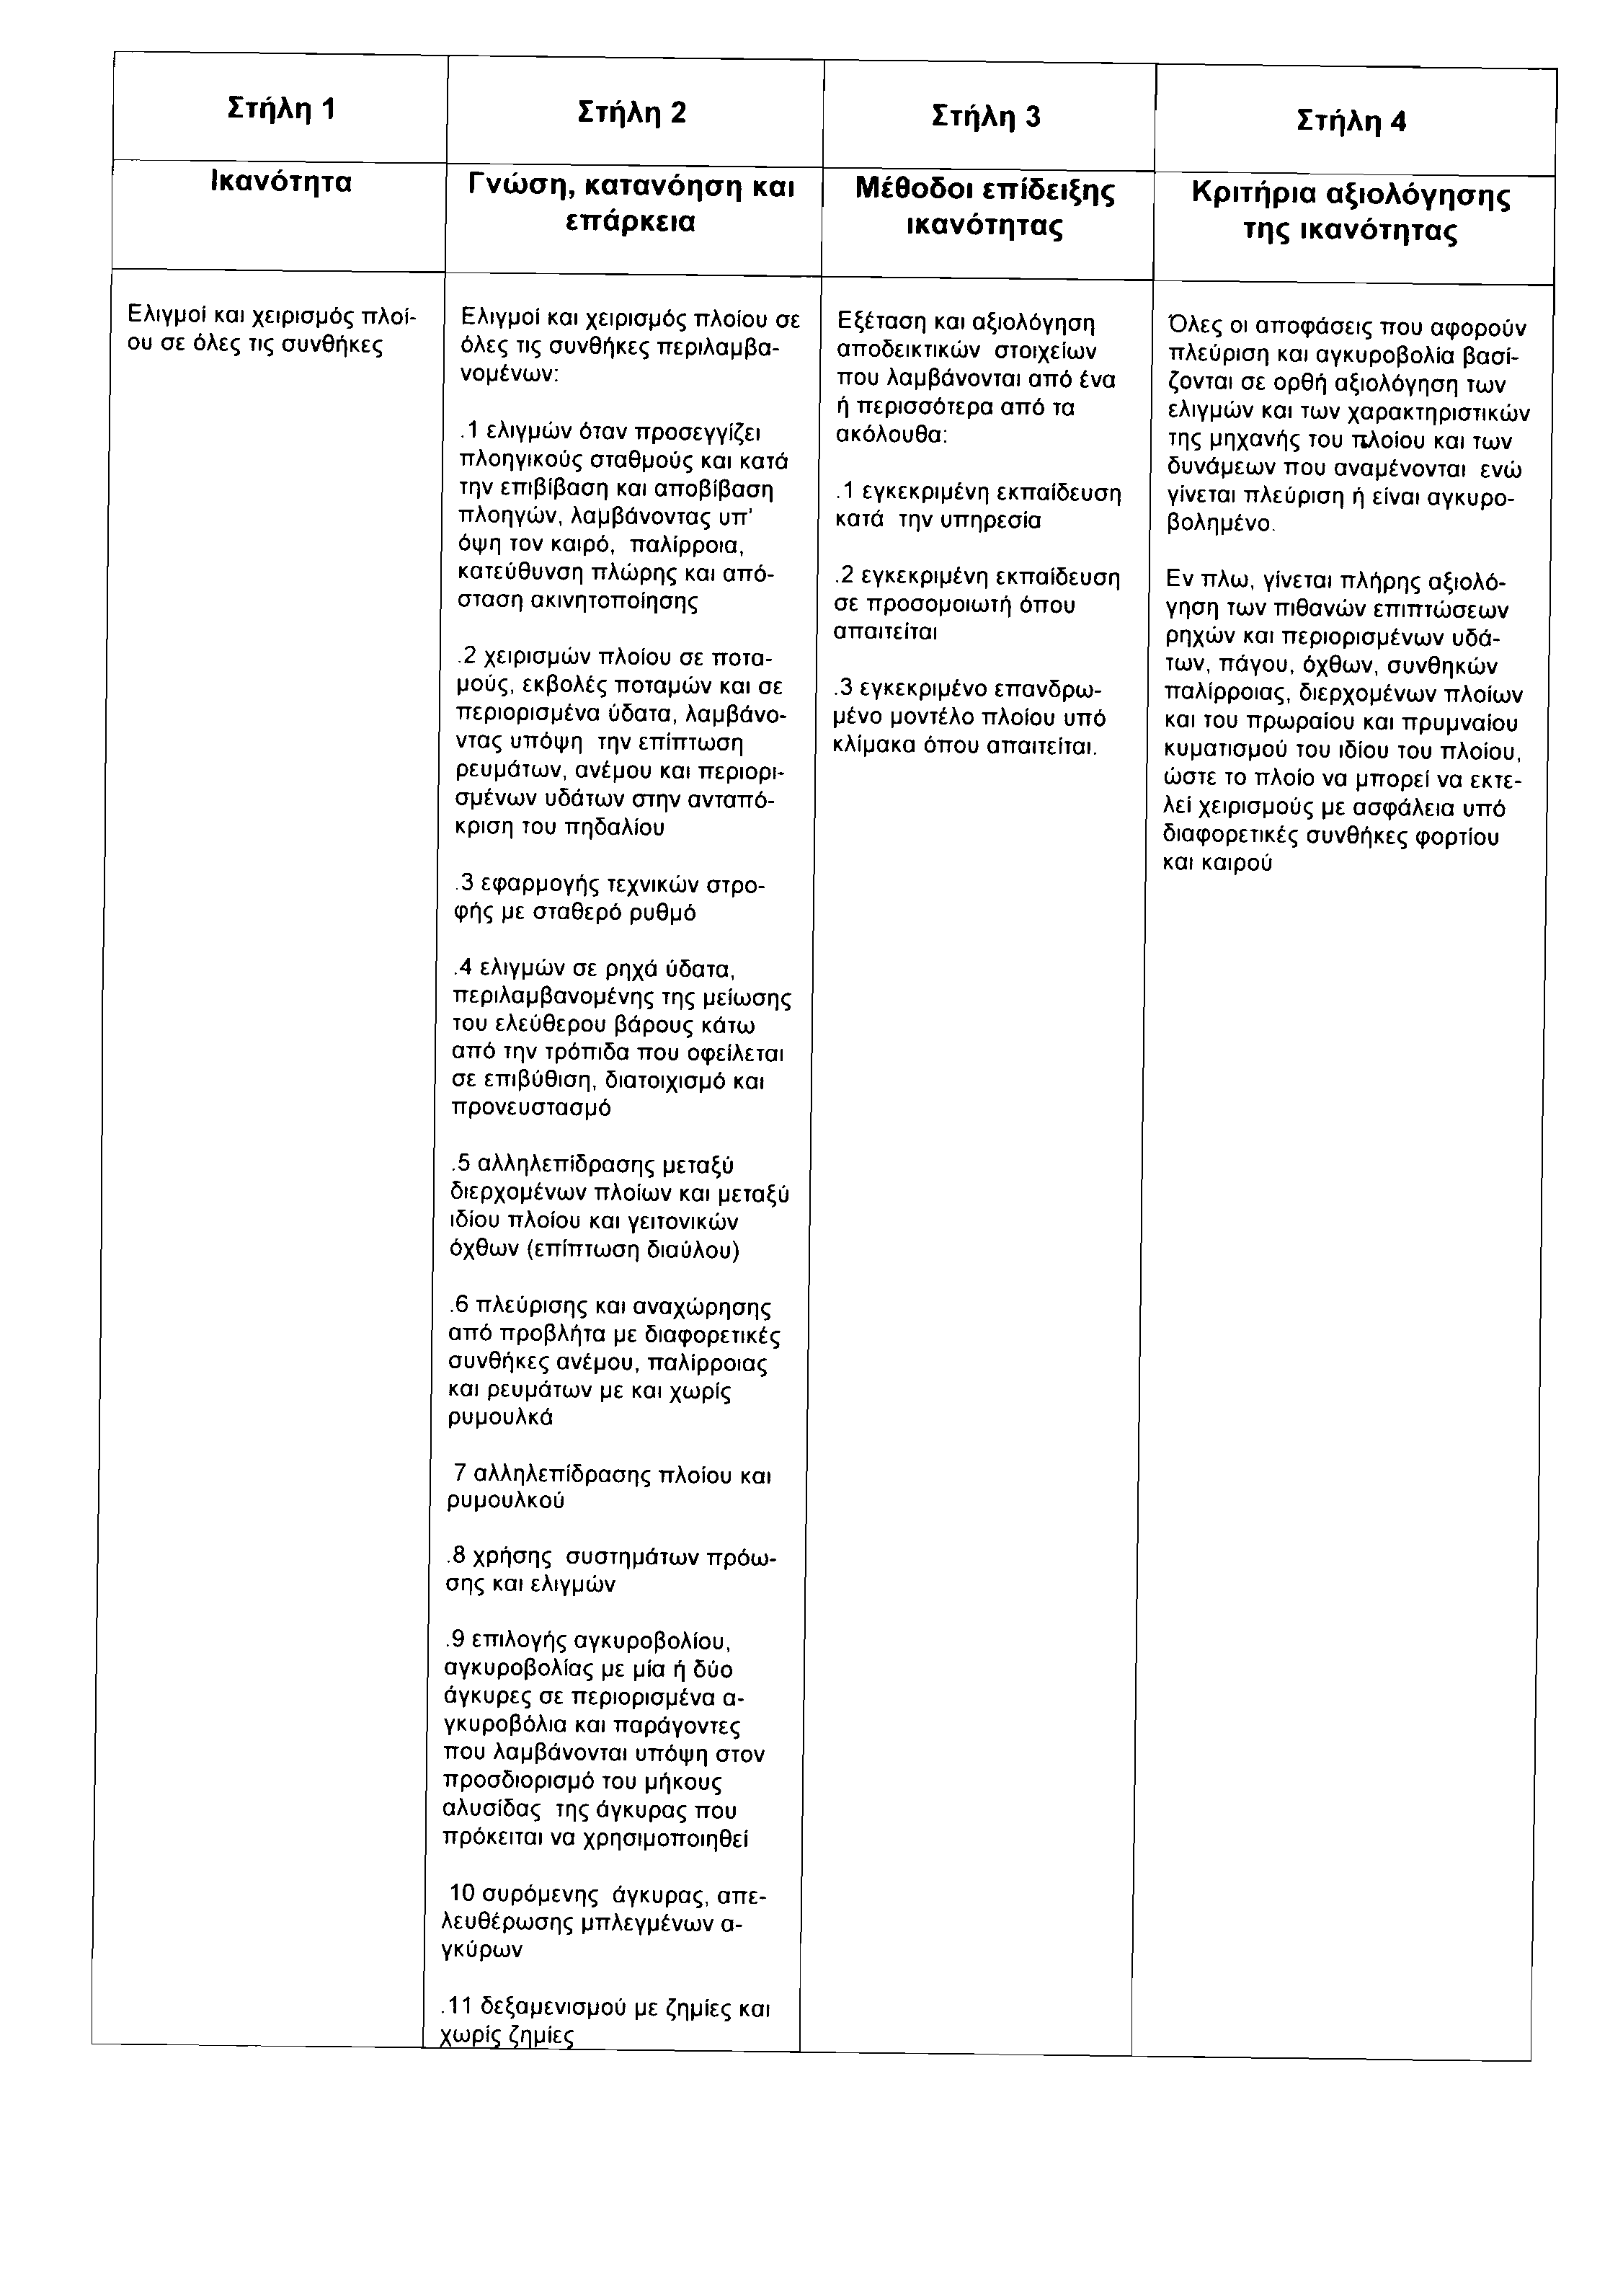 Στήλη 1
Στήλη 2
Στήλη 3
Στήλη 4
Ικανότητα
Γνώση, κατανόηση και
επάρκεια
Μέθοδοι επίδειξης
ικανότητας
Κριτήρια αξιολόγησης
της ικανότητας
Ελιγμοί και χειρισμός πλοί-
ου σε όλες τις συνθήκες
Ελιγμοί και χειρισμός πλοίου σε
όλες τις συνθήκες περιλαμβα-
νομένων:
.1 ελιγμών όταν προσεγγίζει
πλοηγικούς σταθμούς και κατά
την επιβίβαση και αποβίβαση
πλοηγών, λαμβάνοντας υπ'
όψη τον καιρό, παλίρροια,
κατεύθυνση πλώρης και από-
σταση ακινητοποίησης
.2 χειρισμών πλοίου σε ποτα-
μούς, εκβολές ποταμών και σε
περιορισμένα ύδατα, λαμβάνο-
ντας υπόψη την επίπτωση
ρευμάτων, ανέμου και περιορι-
σμένων υδάτων στην ανταπό-
κριση του πηδαλίου
.3 εφαρμογής τεχνικών στρο-
φής με σταθερό ρυθμό
.4 ελιγμών σε ρηχά ύδατα,
περιλαμβανομένης της μείωσης
του ελεύθερου βάρους κάτω
από την τρόπιδα που οφείλεται
σε επιβύθιση, διατοιχισμό και
προνευστασμό
.5 αλληλεπίδρασης μεταξύ
διερχομένων πλοίων και μεταξύ
ιδίου πλοίου και γειτονικών
όχθων (επίπτωση διαύλου)
.6 πλεύρισης και αναχώρησης
από προβλήτα με διαφορετικές
συνθήκες ανέμου, παλίρροιας
και ρευμάτων με και χωρίς
ρυμουλκά
7 αλληλεπίδρασης πλοίου και
ρυμουλκού
.8 χρήσης συστημάτων πρόω-
σης και ελιγμών
.9 επιλογής αγκυροβολίου,
αγκυροβολίας με μία ή δύο
άγκυρες σε περιορισμένα α-
γκυροβόλια και παράγοντες
που λαμβάνονται υπόψη στον
προσδιορισμό του μήκους
αλυσίδας της άγκυρας που
πρόκειται να χρησιμοποιηθεί
10 συρόμενης άγκυρας, απε-
λευθέρωσης μπλεγμένων α-
γκύρων
.11 δεξαμενισμού με ζημίες και
χωρίς ζημίες
Εξέταση και αξιολόγηση
αποδεικτικών στοιχείων
που λαμβάνονται από ένα
ή περισσότερα από τα
ακόλουθα:
.1 εγκεκριμένη εκπαίδευση
κατά την υπηρεσία
.2 εγκεκριμένη εκπαίδευση
σε προσομοιωτή όπου
απαιτείται
.3 εγκεκριμένο επανδρω-
μένο μοντέλο πλοίου υπό
κλίμακα όπου απαιτείται.
Όλες οι αποφάσεις που αφορούν
πλεύριση και αγκυροβολία βασί-
ζονται σε ορθή αξιολόγηση των
ελιγμών και των χαρακτηριστικών
της μηχανής του πλοίου και των
δυνάμεων που αναμένονται ενώ
γίνεται πλεύριση ή είναι αγκυρο-
βολημένο.
Εν πλω, γίνεται πλήρης αξιολό-
γηση των πιθανών επιπτώσεων
ρηχών και περιορισμένων υδά-
των, πάγου, όχθων, συνθηκών
παλίρροιας, διερχομένων πλοίων
και του πρωραίου και πρυμναίου
κυματισμού του ιδίου του πλοίου,
ώστε το πλοίο να μπορεί να εκτε-
λεί χειρισμούς με ασφάλεια υπό
διαφορετικές συνθήκες φορτίου
και καιρού